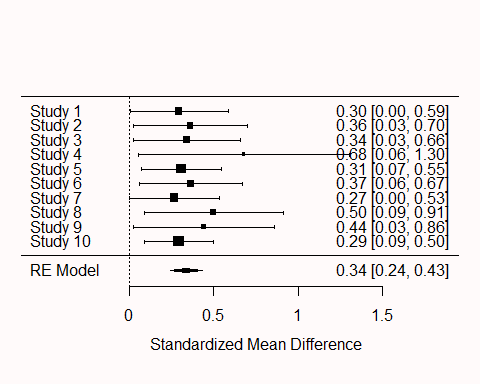 Study 1 0.30 [0.00, 0.59]
Study 2 0.36 [0.03, 0.70]
Study 3 0.34 [0.03, 0.66]
Study 4 0.68 [0.06, 1.30]
Study 5 0.31 [0.07, 0.55]
Study 6 0.37 [0.06, 0.67]
Study 7 0.27 [0.00, 0.53]
Study 8 0.50 [0.09, 0.91]
Study 9 0.44 [0.03, 0.86]
Study 10 0.29 [0.09, 0.50]
RE Model 0.34 [0.24, 0.43]
0 0.5 1 1.5
Standardized Mean Difference